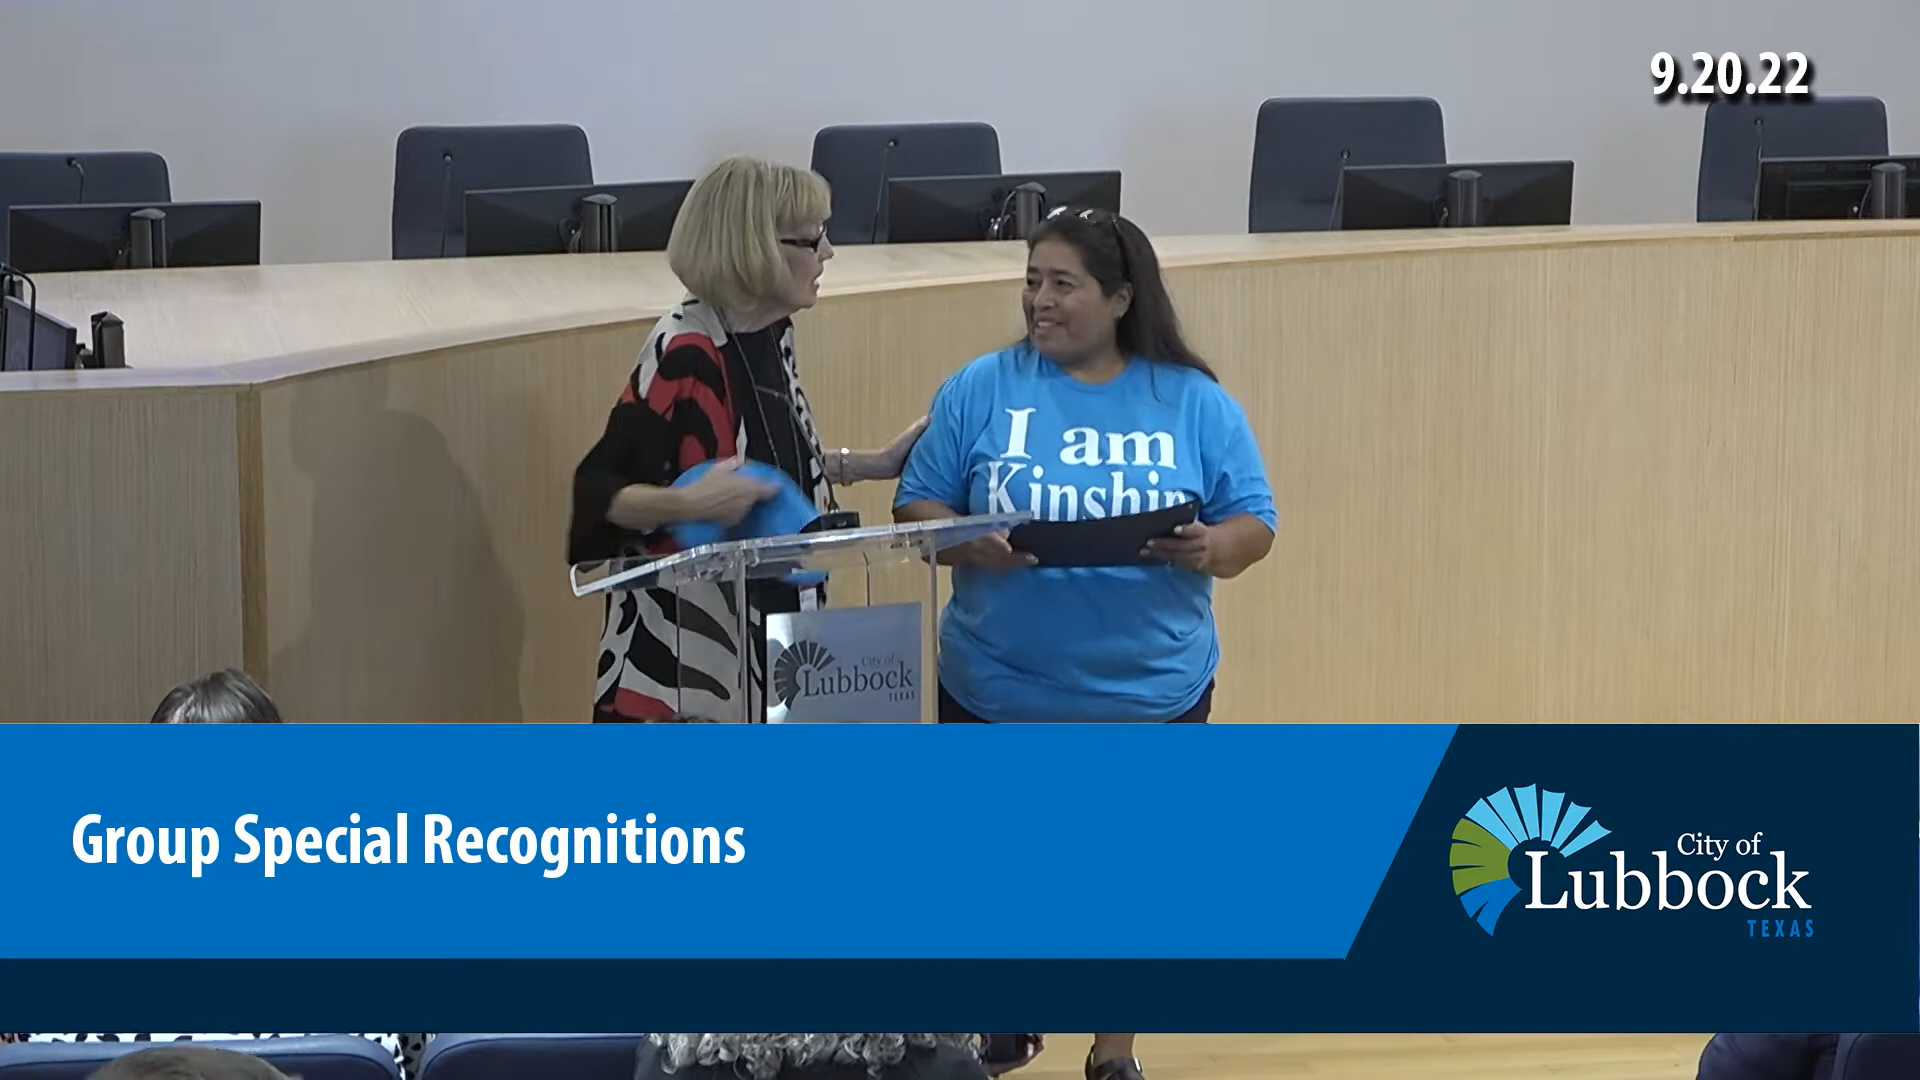 9.20.22
I am
Kinship
City of
Lubbock
TEXAS
Group Special Recognitions
City of
Lubbock
TEXAS